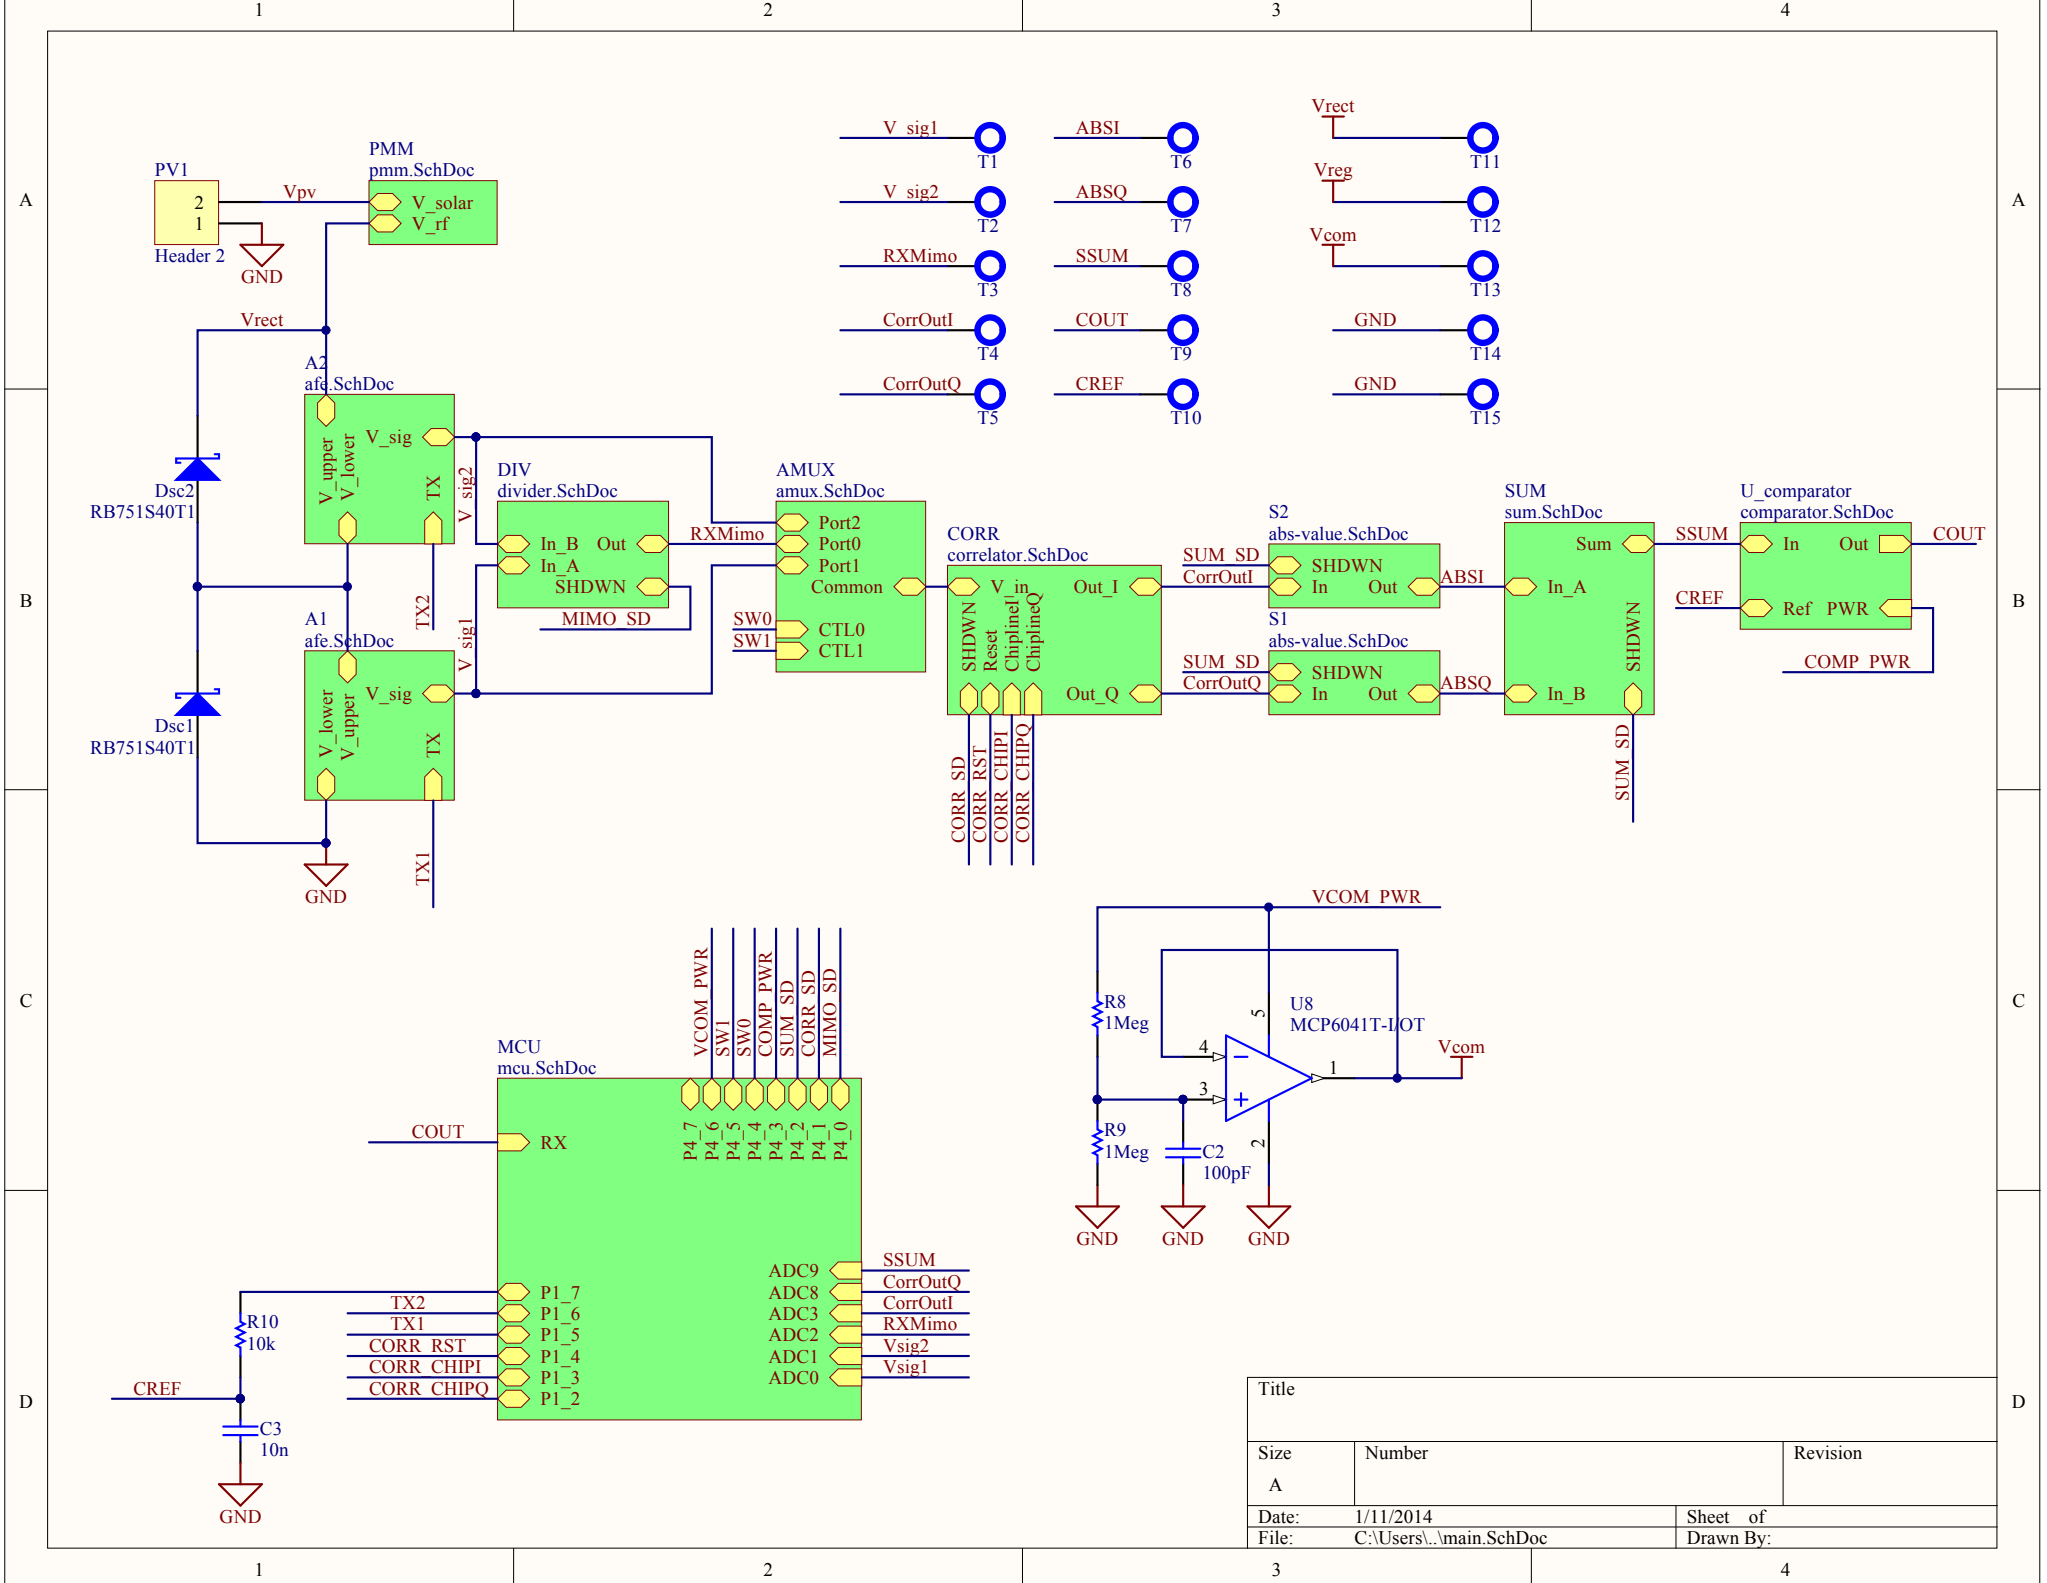 1 2 3 4
A
B
C
D
A
B
C
D
PV1
2
1
Header 2
GND
Vpv
PMM
pmm.SchDoc
V_solar
V_rf
Vrect
A2
afe.SchDoc
V_upper
V_lower
V_sig
TX
Dsc2
RB751S40T1
TX2
V_sig2
A1
afe.SchDoc
V_lower
V_upper
V_sig
TX
Dsc1
RB751S40T1
TX1
V_sig1
GND
DIV
divider.SchDoc
In_B Out
In_A
SHDWN
MIMO_SD
RXMimo
AMUX
amux.SchDoc
Port2
Port0
Port1
Common
SW0 CTL0
SW1 CTL1
V_sig1
T1
V_sig2
T2
RXMimo
T3
CorrOutI
T4
CorrOutQ
T5
ABSI
T6
ABSQ
T7
SSUM
T8
COUT
T9
CREF
T10
Vrect
T11
Vreg
T12
Vcom
T13
GND
T14
GND
T15
CORR
correlator.SchDoc
V_in Out_I
SHDWN
Reset
ChiplineI
ChiplineQ
Out_Q
CORR_SD
CORR_RST
CORR_CHIPI
CORR_CHIPQ
S2
abs-value.SchDoc
SUM_SD SHDWN
CorrOutI In Out ABSI
S1
abs-value.SchDoc
SUM_SD SHDWN
CorrOutQ In Out ABSQ
SUM
sum.SchDoc
Sum
In_A
SHDWN
In_B
SUM_SD
SSUM
U_comparator
comparator.SchDoc
In Out COUT
CREF Ref PWR
COMP_PWR
VCOM_PWR
R8
1Meg
R9
1Meg
C2
100pF
U8
MCP6041T-I/OT
5
4
3
1
2
Vcom
GND GND GND
VCOM_PWR
SW1
SW0
COMP_PWR
SUM_SD
CORR_SD
MIMO_SD
MCU
mcu.SchDoc
P4_7
P4_6
P4_5
P4_4
P4_3
P4_2
P4_1
P4_0
COUT RX
P1_7
TX2 P1_6
TX1 P1_5
CORR_RST P1_4
CORR_CHIPI P1_3
CORR_CHIPQ P1_2
ADC9 SSUM
ADC8 CorrOutQ
ADC3 CorrOutI
ADC2 RXMimo
ADC1 Vsig2
ADC0 Vsig1
R10
10k
CREF
C3
10n
GND
Title
Size Number Revision
A
Date: 1/11/2014 Sheet of
File: C:\Users\..\main.SchDoc Drawn By:
1 2 3 4